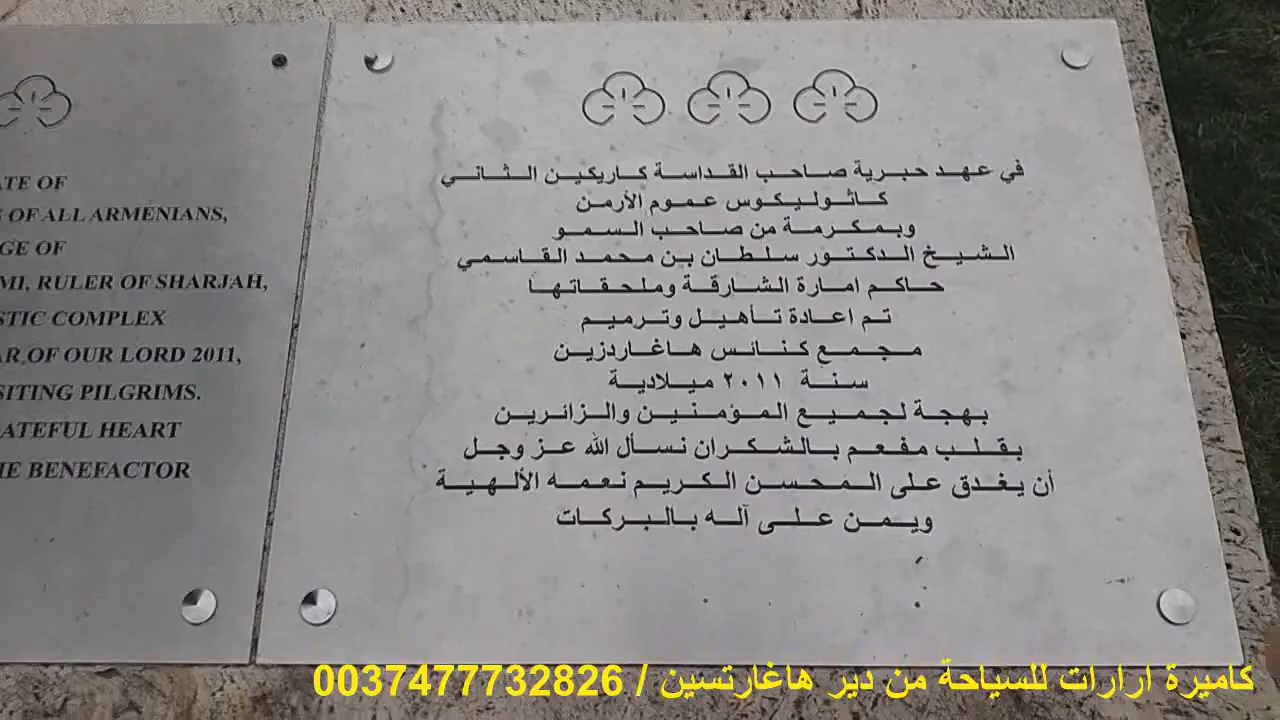 ATE OF
OF ALL ARMENIANS,
GE OF
MI, RULER OF SHARJAH,
STIC COMPLEX
AR OF OUR LORD 2011,
SITING PILGRIMS.
ATEFUL HEART
HE BENEFACTOR
في عهد حبرية صاحب القداسة كاريكين الثاني
كاثوليكوس عموم الأرمن
وبمكرمة من صاحب السمو
الشيخ الدكتور سلطان بن محمد القاسمي
حاكم امارة الشارقة وملحقاتها
تم اعادة تأهيل وترميم
مجمع كنائس هاغاردزين
سنة ٢٠١١ ميلادية
بهجة لجميع المؤمنين والزائرين
بقلب مفعم بالشكران نسأل الله عز وجل
أن يغدق على المحسن الكريم نعمه الألهية
ويمن على آله بالبركات
كاميرة ارارات للسياحة من دير هاغارتسين / 0037477732826